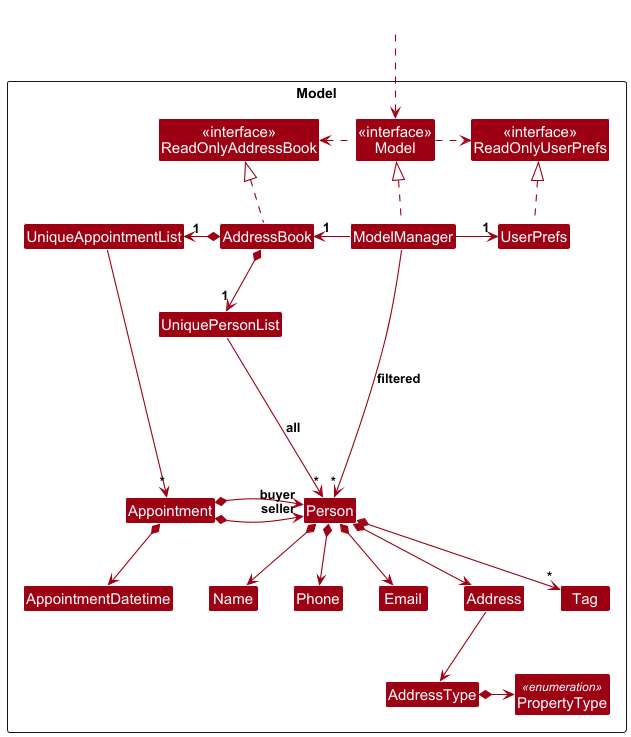 Model
«interface»
ReadOnlyAddressBook
«interface»
Model
«interface»
ReadOnlyUserPrefs
UniqueAppointmentList
1
AddressBook
1
ModelManager
1
UserPrefs
1
UniquePersonList
filtered
all
*
*
*
Appointment
buyer
seller
Person
AppointmentDatetime
Name
Phone
Email
Address
*
Tag
AddressType
«enumeration»
PropertyType